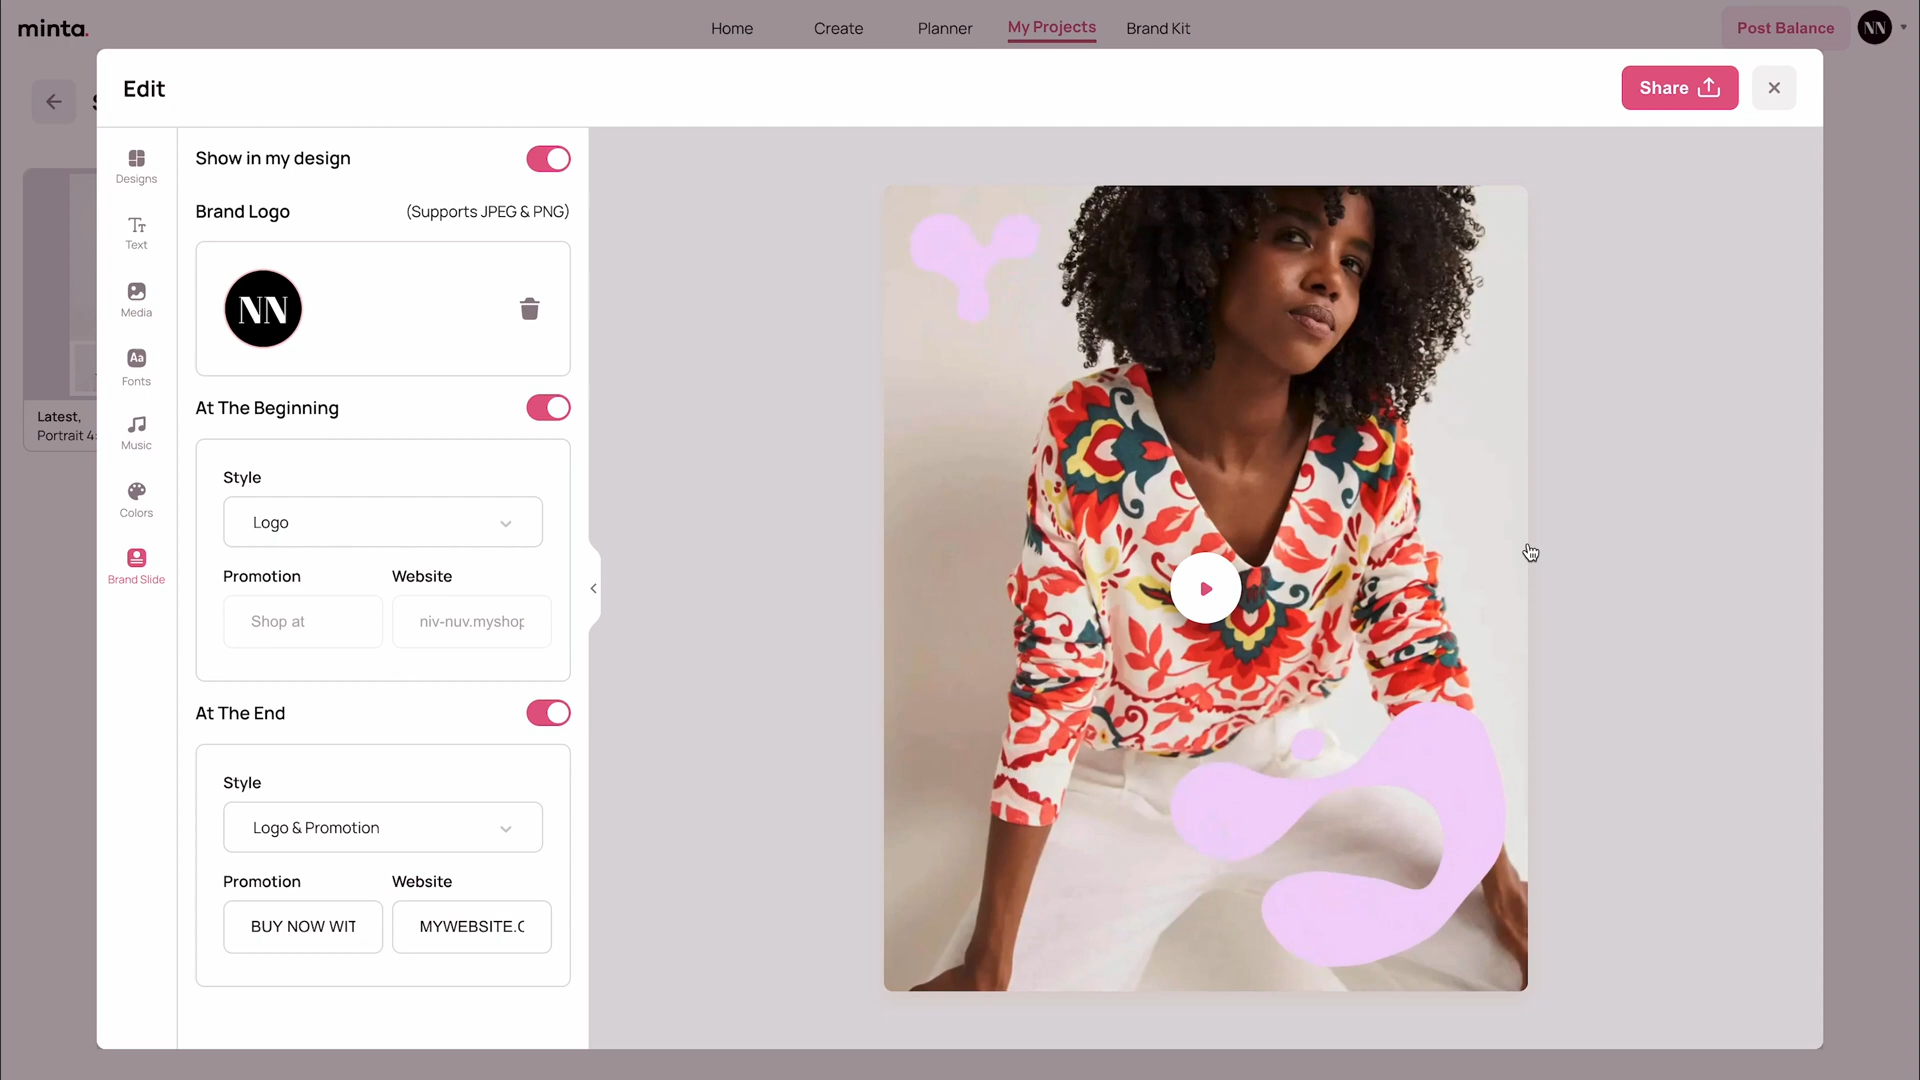 minta.
Home
Create
Planner
My Projects
Brand Kit
Post Balance
NN
Edit
Share
Designs
Text
Media
Aa
Fonts
Music
Colors
Brand Slide
Show in my design
Brand Logo
(Supports JPEG & PNG)
NN
At The Beginning
Style
Logo
Promotion
Website
Shop at
niv-nuv.myshop
At The End
Style
Logo & Promotion
Promotion
Website
BUY NOW WIT
MYWEBSITE.C
Latest,
Portrait 4: